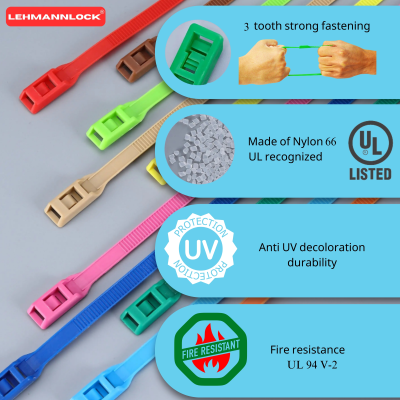 LEHMANNLOCK®
3 tooth strong fastening
Made of Nylon 66
UL recognized
UL
LISTED
PROTECTION
UV
PROTECTION
Anti UV decoloration
durability
FIRE RESISTANT
Fire resistance
UL 94 V-2